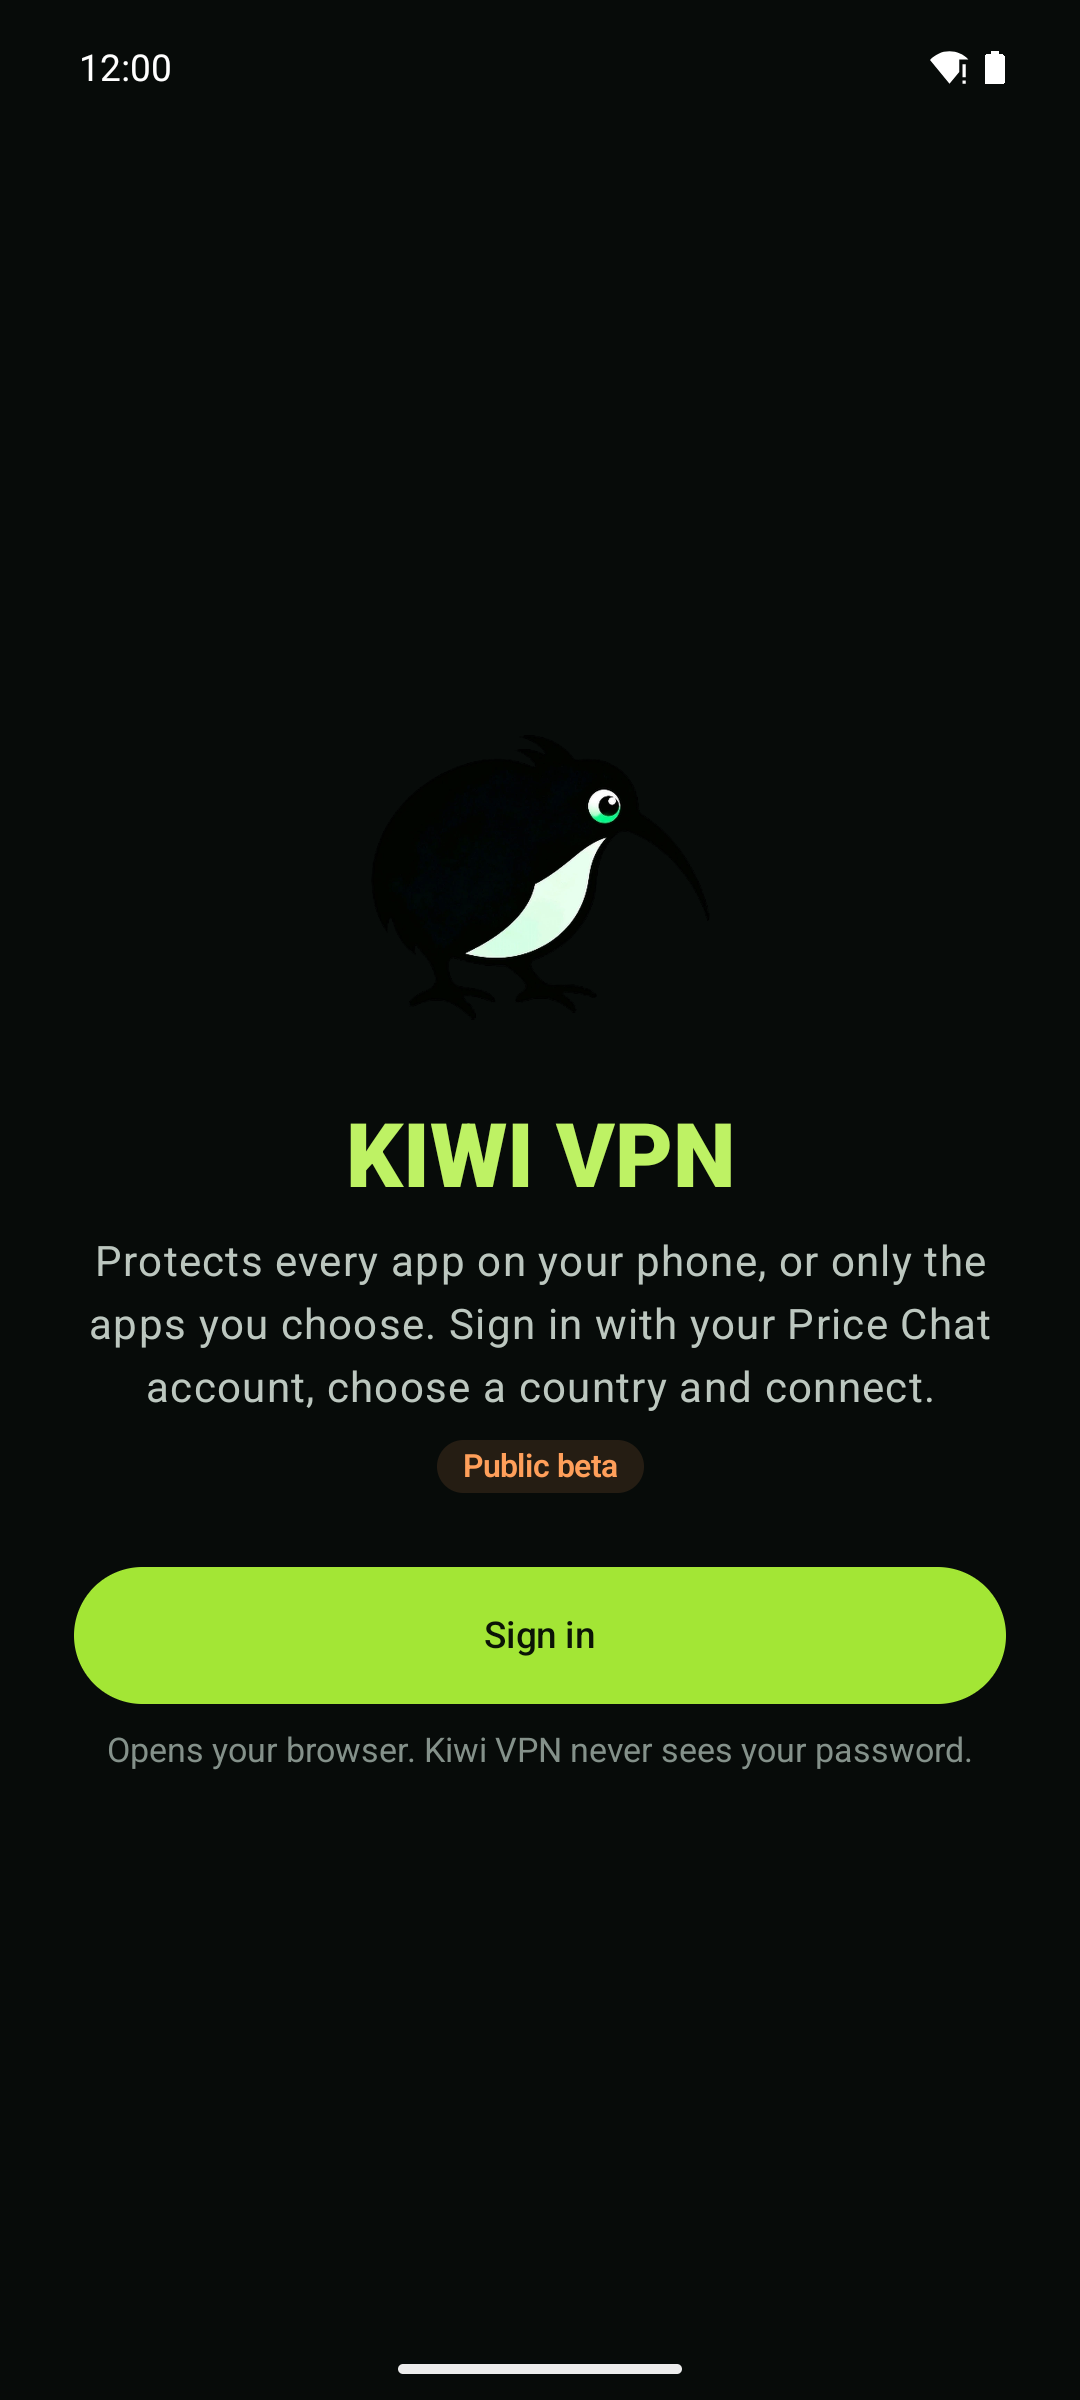 12:00
KIWI VPN
Protects every app on your phone, or only the
apps you choose. Sign in with your Price Chat
account, choose a country and connect.
Public beta
Sign in
Opens your browser. Kiwi VPN never sees your password.